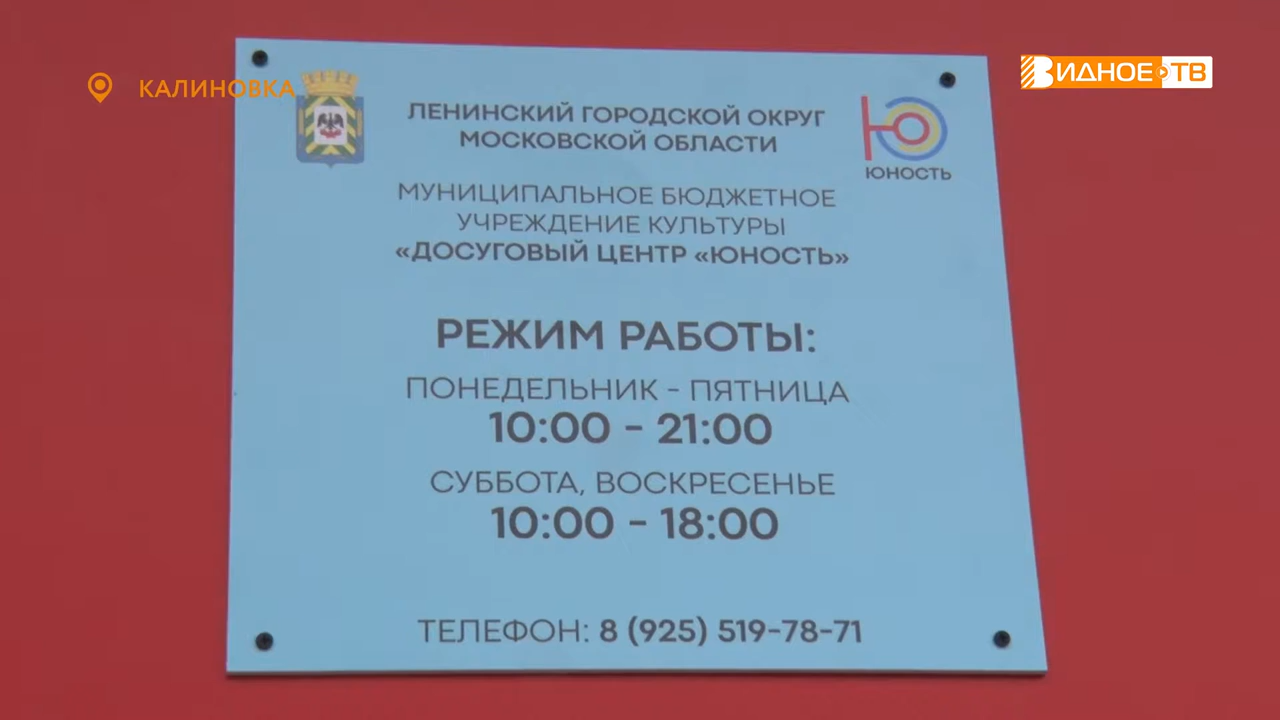 КАЛИНОВКА
ВИДНОЕ ТВ
ЛЕНИНСКИЙ ГОРОДСКОЙ ОКРУГ
МОСКОВСКОЙ ОБЛАСТИ
ЮНОСТЬ
МУНИЦИПАЛЬНОЕ БЮДЖЕТНОЕ
УЧРЕЖДЕНИЕ КУЛЬТУРЫ
«ДОСУГОВЫЙ ЦЕНТР «ЮНОСТЬ»
РЕЖИМ РАБОТЫ:
ПОНЕДЕЛЬНИК - ПЯТНИЦА
10:00 - 21:00
СУББОТА, ВОСКРЕСЕНЬЕ
10:00 - 18:00
ТЕЛЕФОН: 8 (925) 519-78-71